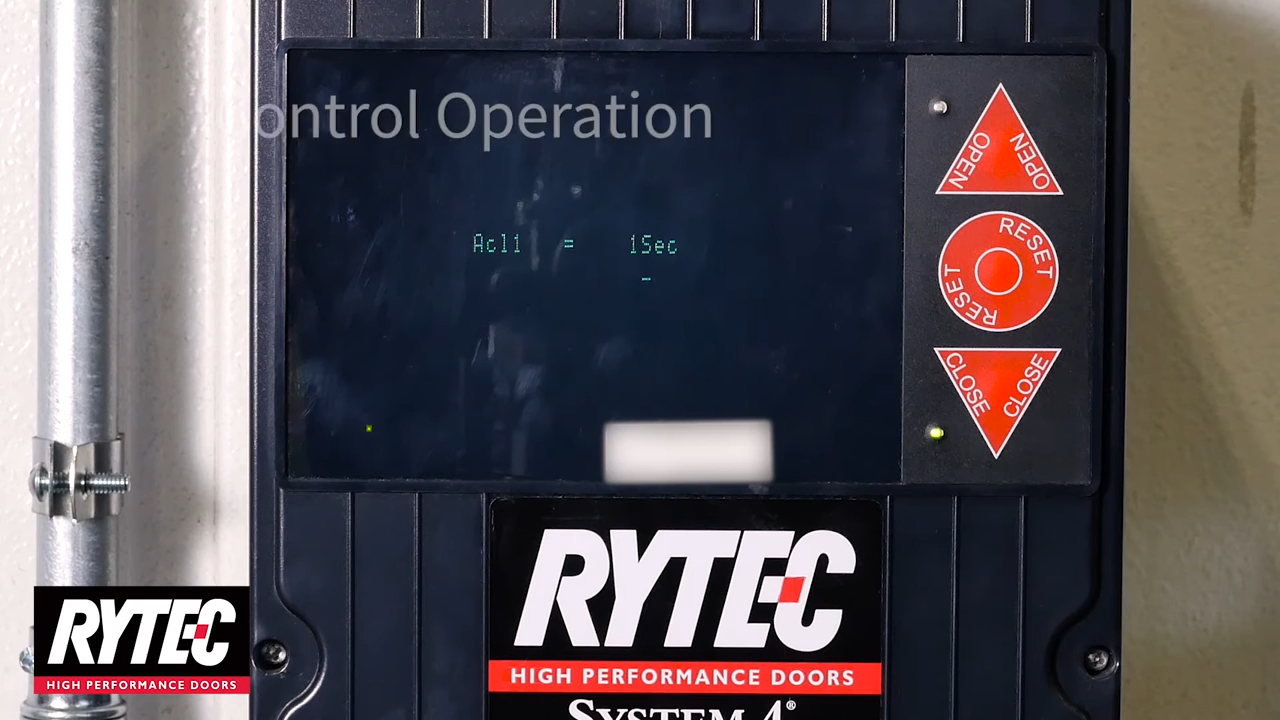 ontrol Operation
Acl1 = 1Sec
OPEN OPEN
RESET
RESET
CLOSE CLOSE
RYTEC
HIGH PERFORMANCE DOORS
SYSTEM 4®
RYTEC
HIGH PERFORMANCE DOORS